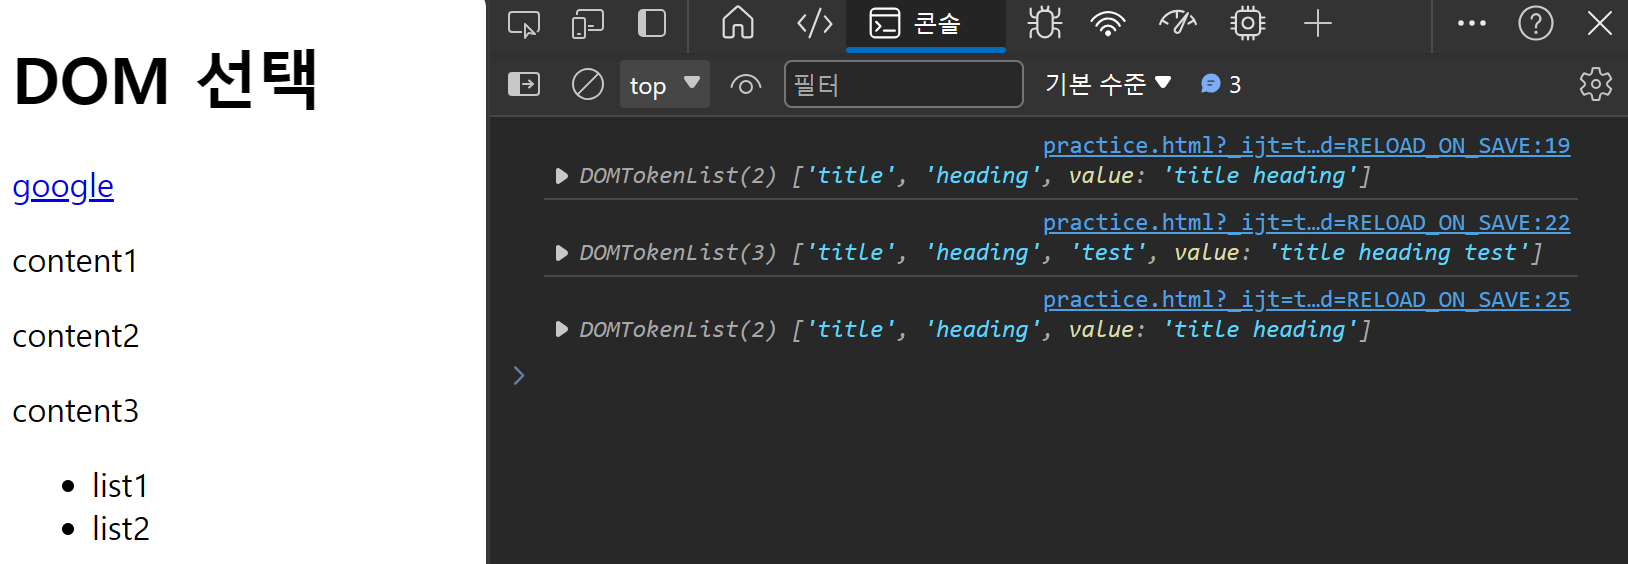 DOM 선택
google
content1
content2
content3
list1
list2
콘솔
top 필터 기본 수준 3
practice.html?_ijt=t…d=RELOAD_ON_SAVE:19
DOMTokenList(2) ['title', 'heading', value: 'title heading']
practice.html?_ijt=t…d=RELOAD_ON_SAVE:22
DOMTokenList(3) ['title', 'heading', 'test', value: 'title heading test']
practice.html?_ijt=t…d=RELOAD_ON_SAVE:25
DOMTokenList(2) ['title', 'heading', value: 'title heading']